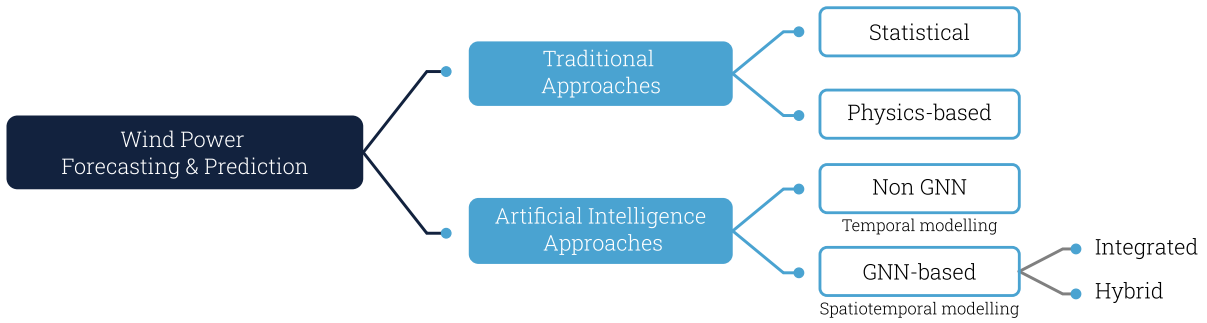 Wind Power
Forecasting & Prediction
Traditional
Approaches
Statistical
Physics-based
Artificial Intelligence
Approaches
Non GNN
Temporal modelling
GNN-based
Spatiotemporal modelling
Integrated
Hybrid